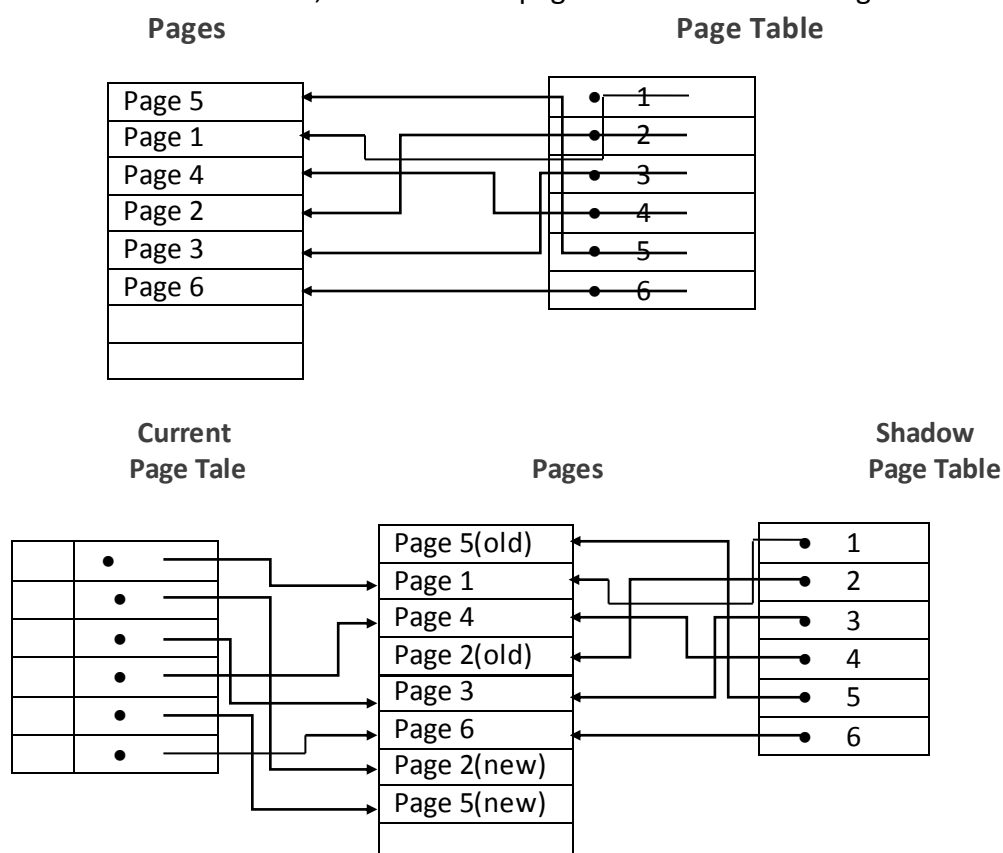 Pages Page Table
Page 5 1
Page 1 2
Page 4 3
Page 2 4
Page 3 5
Page 6 6
Current Shadow
Page Tale Pages Page Table
Page 5(old) 1
Page 1 2
Page 4 3
Page 2(old) 4
Page 3 5
Page 6 6
Page 2(new)
Page 5(new)